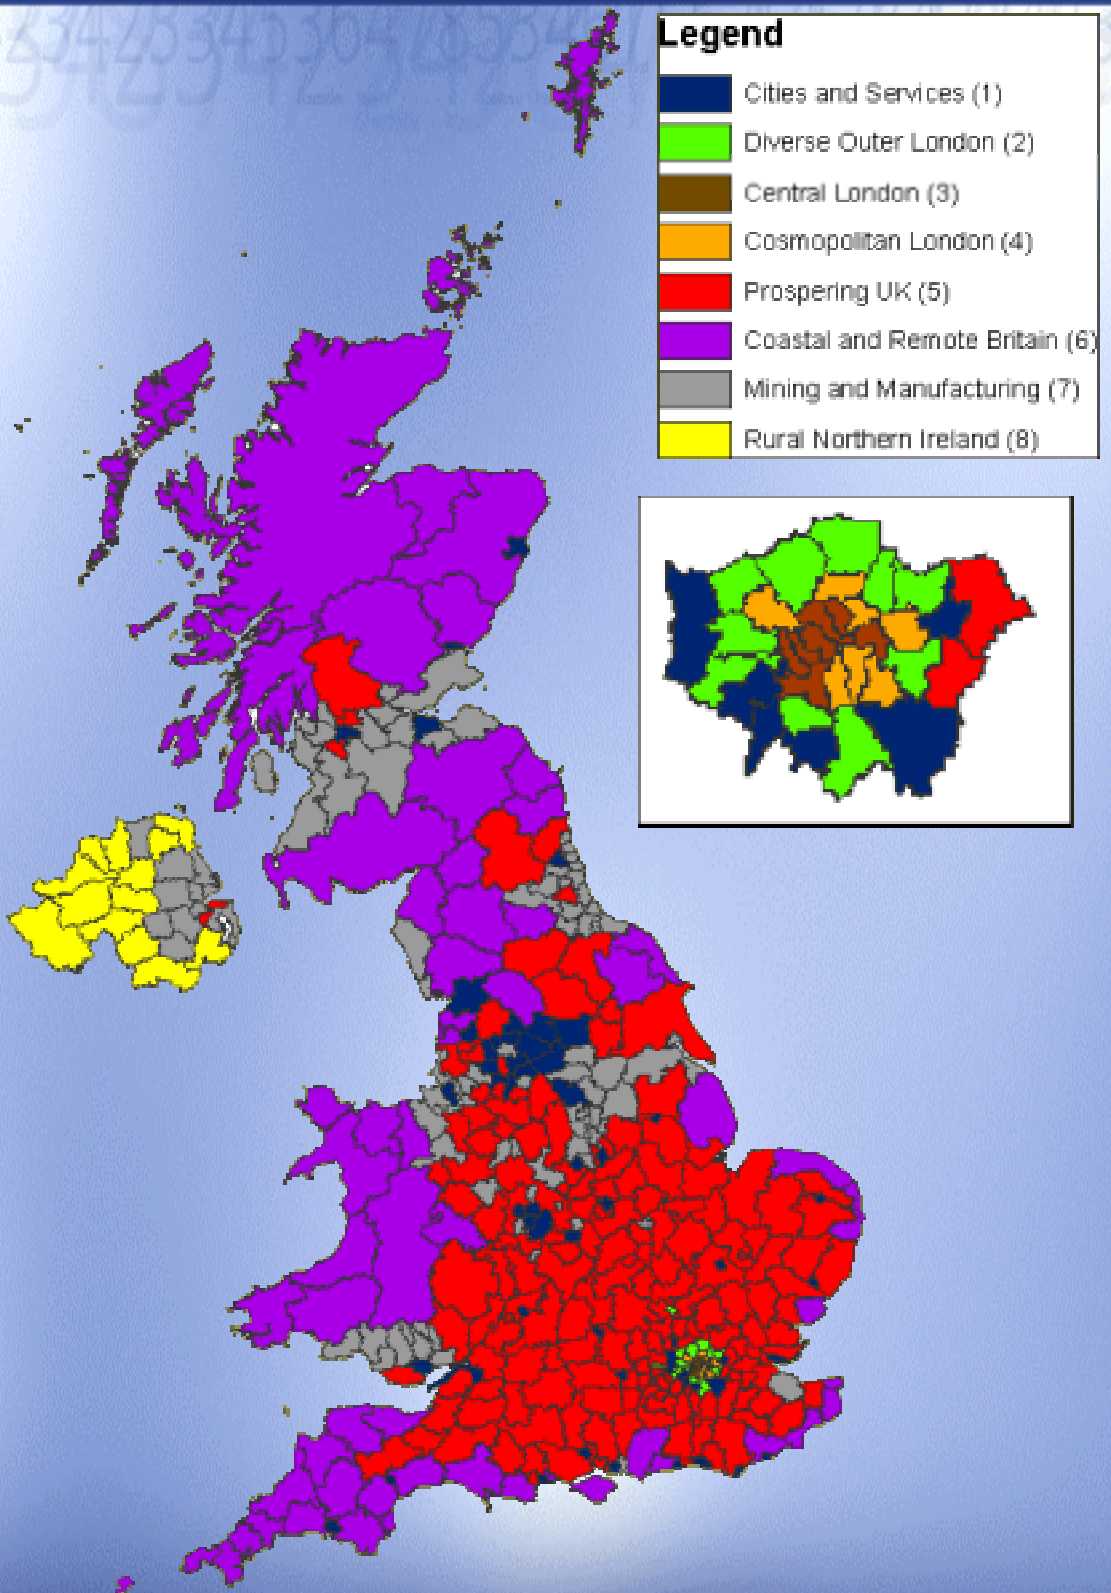 Legend
Cities and Services (1)
Diverse Outer London (2)
Central London (3)
Cosmopolitan London (4)
Prospering UK (5)
Coastal and Remote Britain (6)
Mining and Manufacturing (7)
Rural Northern Ireland (8)